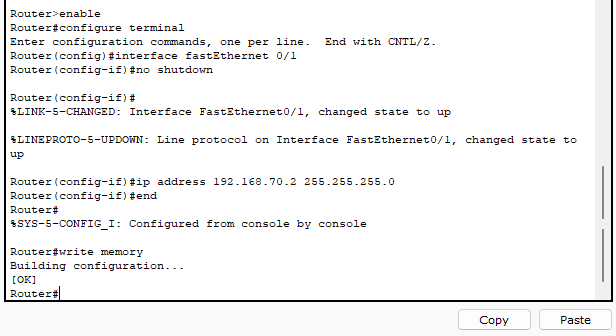 Router>enable
Router#configure terminal
Enter configuration commands, one per line.  End with CNTL/Z.
Router(config)#interface fastEthernet 0/1
Router(config-if)#no shutdown
Router(config-if)#
%LINK-5-CHANGED: Interface FastEthernet0/1, changed state to up
%LINEPROTO-5-UPDOWN: Line protocol on Interface FastEthernet0/1, changed state to
up
Router(config-if)#ip address 192.168.70.2 255.255.255.0
Router(config-if)#end
Router#
%SYS-5-CONFIG_I: Configured from console by console
Router#write memory
Building configuration...
[OK]
Router#
Copy
Paste